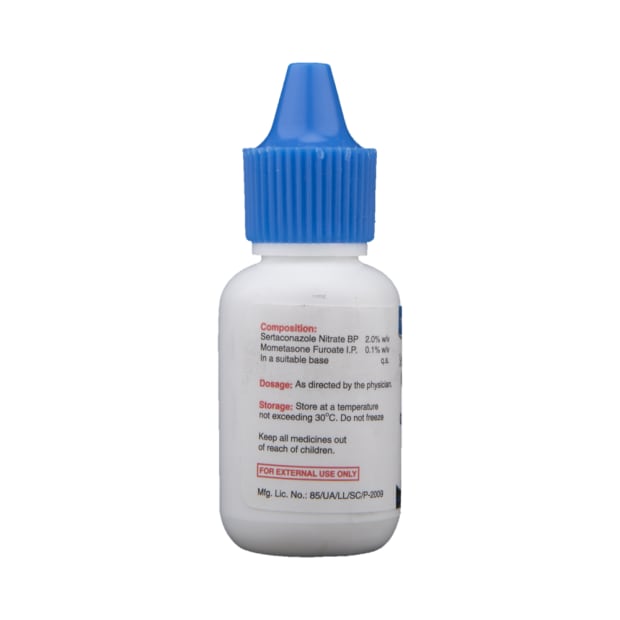 Composition:
Sertaconazole Nitrate BP 2.0% w/v
Mometasone Furoate I.P. 0.1% w/v
In a suitable base q.s.
Dosage: As directed by the physician.
Storage: Store at a temperature
not exceeding 30°C. Do not freeze
Keep all medicines out
of reach of children.
FOR EXTERNAL USE ONLY
Mfg. Lic. No.: 85/UA/LL/SC/P-2009